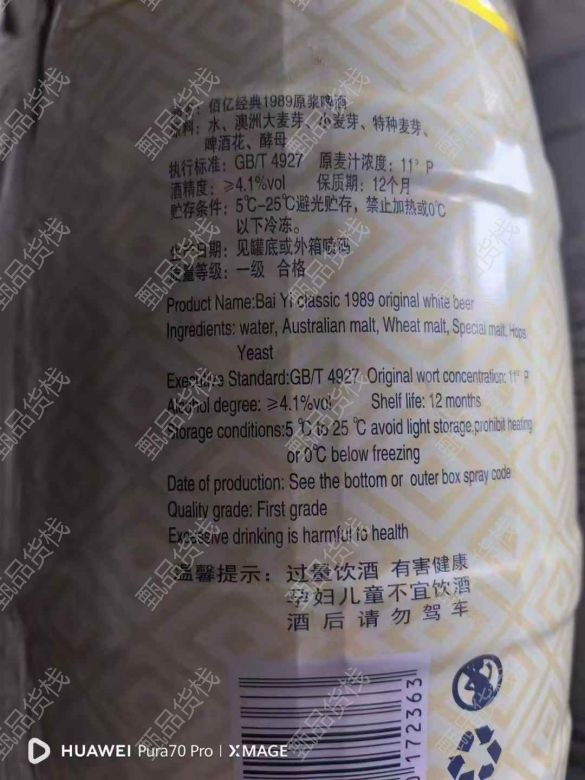 佰亿经典1989原浆啤酒
原料：水、澳洲大麦芽、小麦芽、特种麦芽、
啤酒花、酵母
执行标准：GB/T 4927 原麦汁浓度：11°P
酒精度：≥4.1%vol 保质期：12个月
贮存条件：5℃-25℃避光贮存，禁止加热或0℃
以下冷冻。
生产日期：见罐底或外箱喷码
质量等级：一级 合格
Product Name:Bai Yi classic 1989 original white beer
Ingredients: water, Australian malt, Wheat malt, Special malt, Hops
Yeast
Executive Standard:GB/T 4927 Original wort concentration: 11° P
Alcohol degree: ≥4.1%vol Shelf life: 12 months
Storage conditions:5 ℃ to 25 ℃ avoid light storage,prohibit heating
or 0℃ below freezing
Date of production: See the bottom or outer box spray code
Quality grade: First grade
Excessive drinking is harmful to health
温馨提示：过量饮酒 有害健康
孕妇儿童不宜饮酒
酒后请勿驾车
172363
HUAWEI Pura70 Pro | XMAGE
甄品货栈